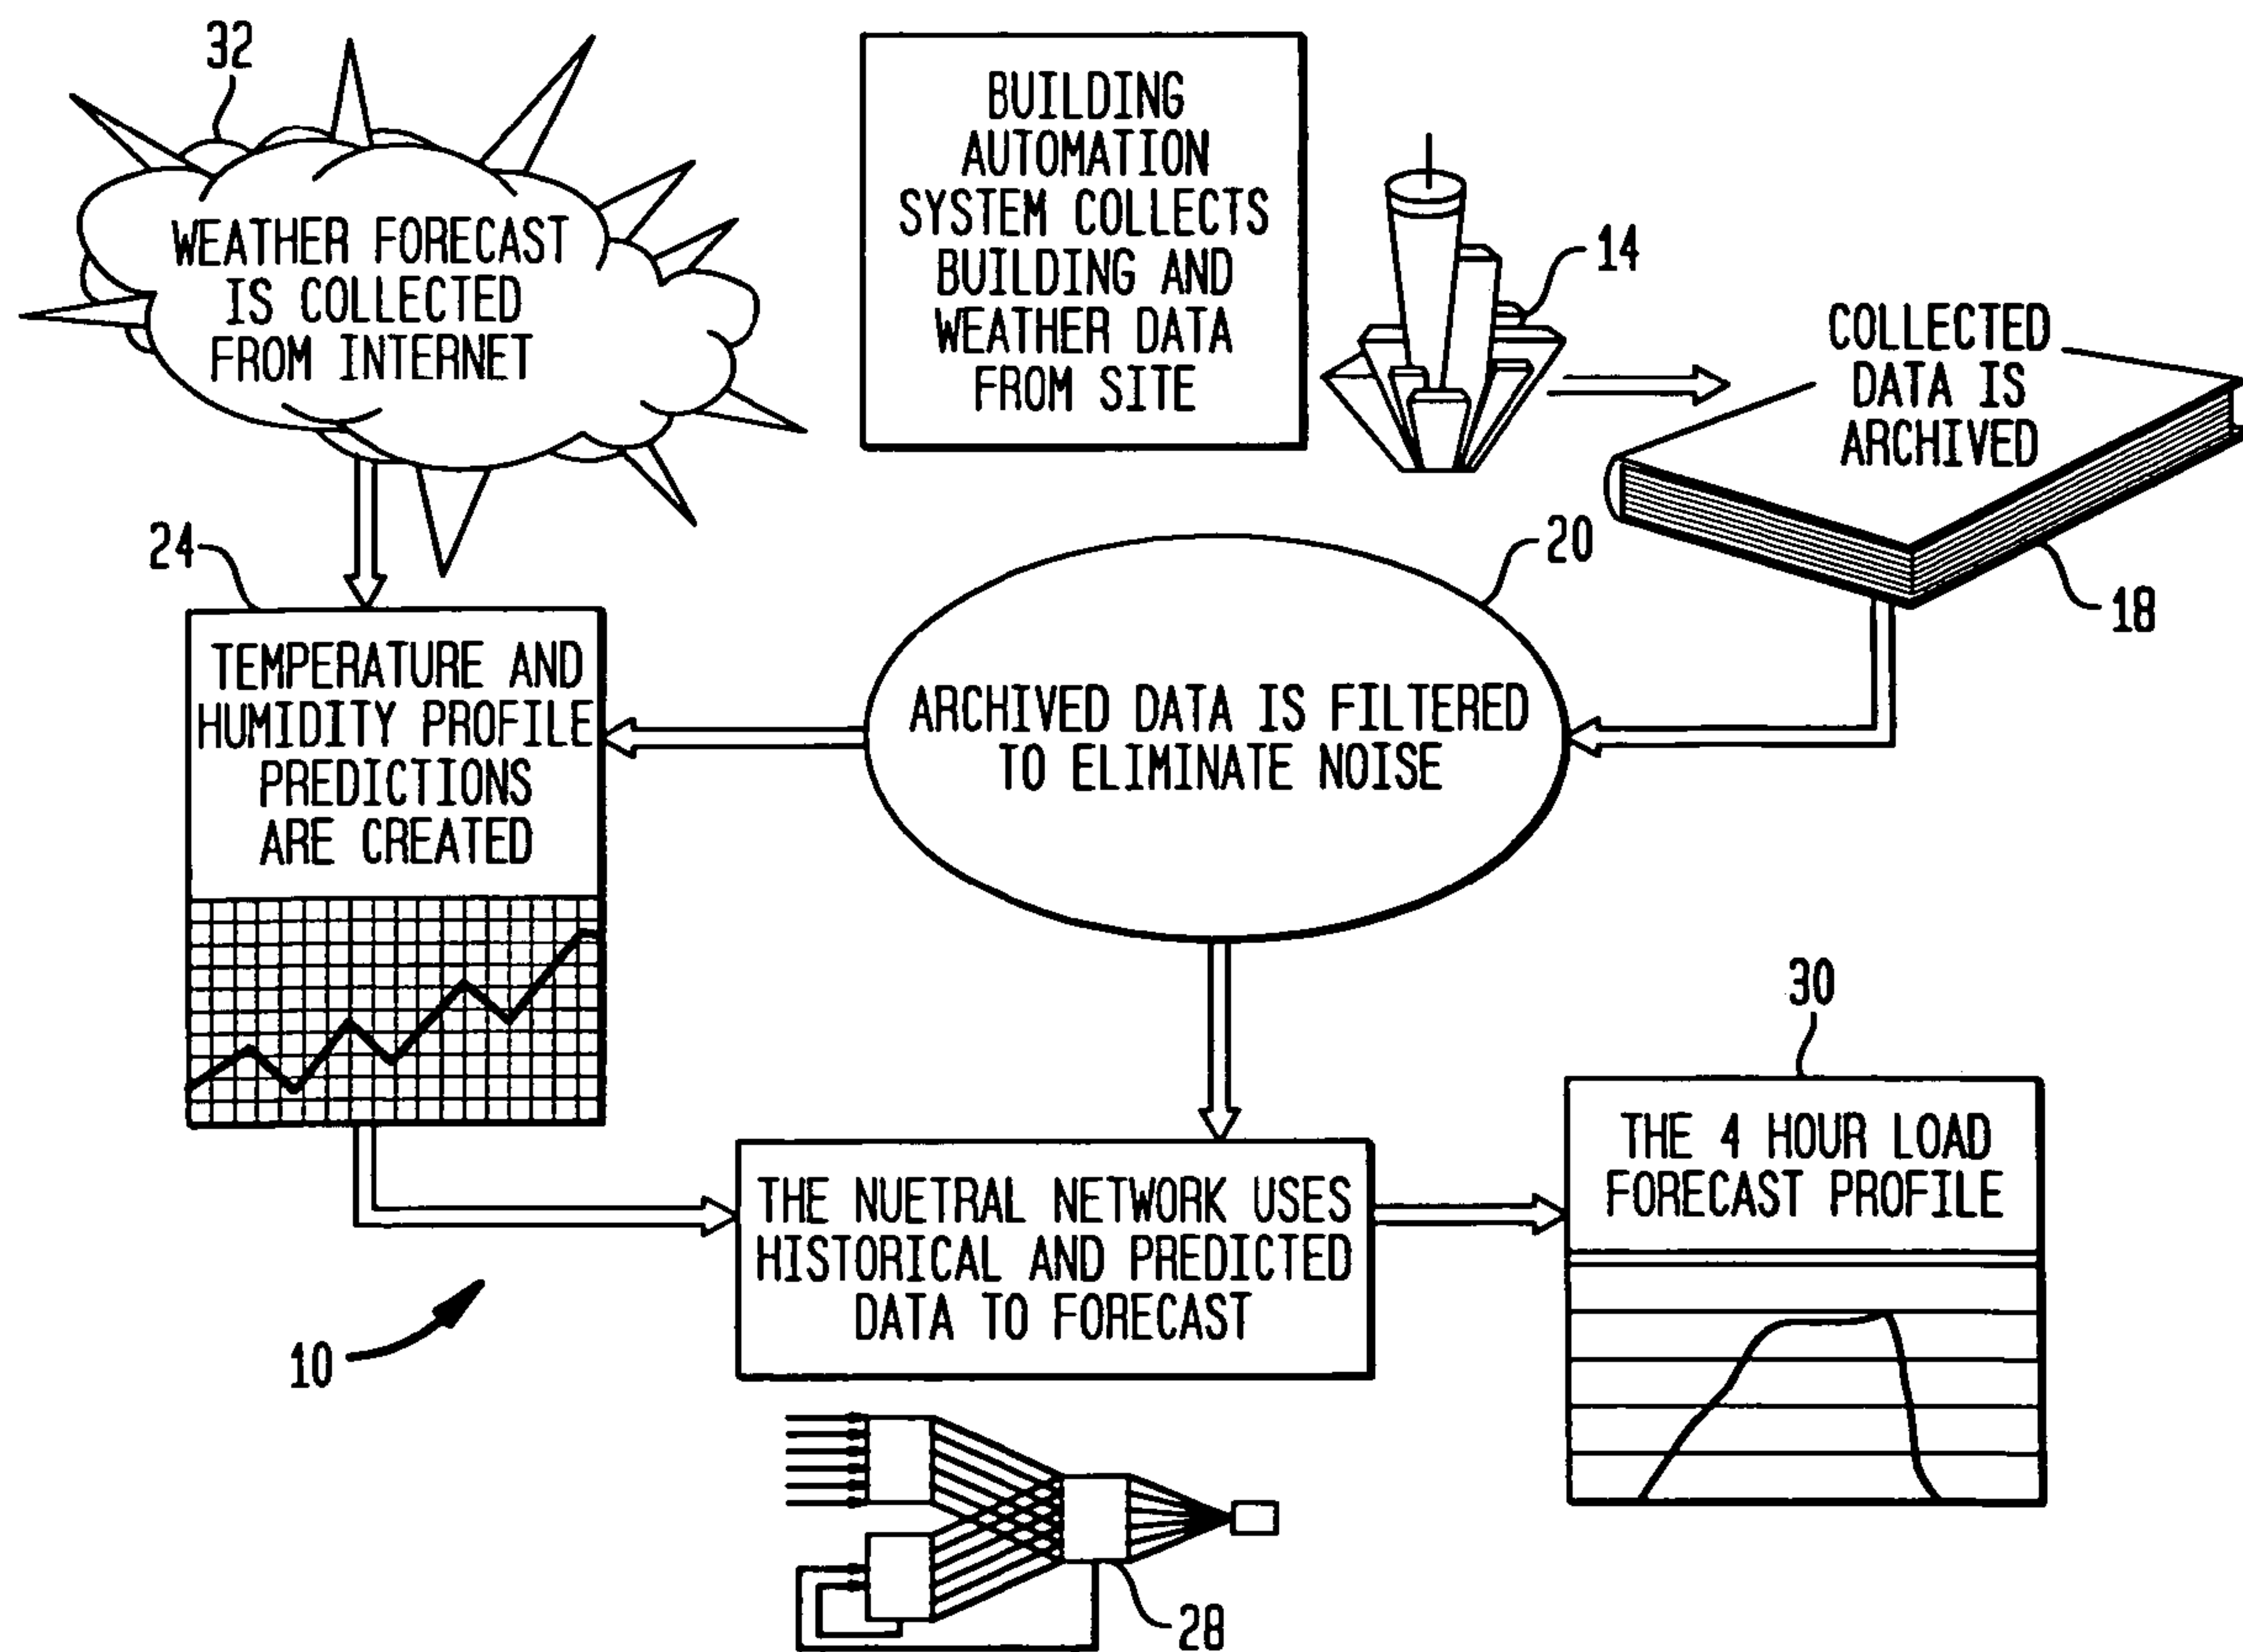 32
WEATHER FORECAST
IS COLLECTED
FROM INTERNET
BUILDING
AUTOMATION
SYSTEM COLLECTS
BUILDING AND
WEATHER DATA
FROM SITE
14
COLLECTED
DATA IS
ARCHIVED
18
24
TEMPERATURE AND
HUMIDITY PROFILE
PREDICTIONS
ARE CREATED
20
ARCHIVED DATA IS FILTERED
TO ELIMINATE NOISE
30
THE 4 HOUR LOAD
FORECAST PROFILE
THE NUETRAL NETWORK USES
HISTORICAL AND PREDICTED
DATA TO FORECAST
10
28